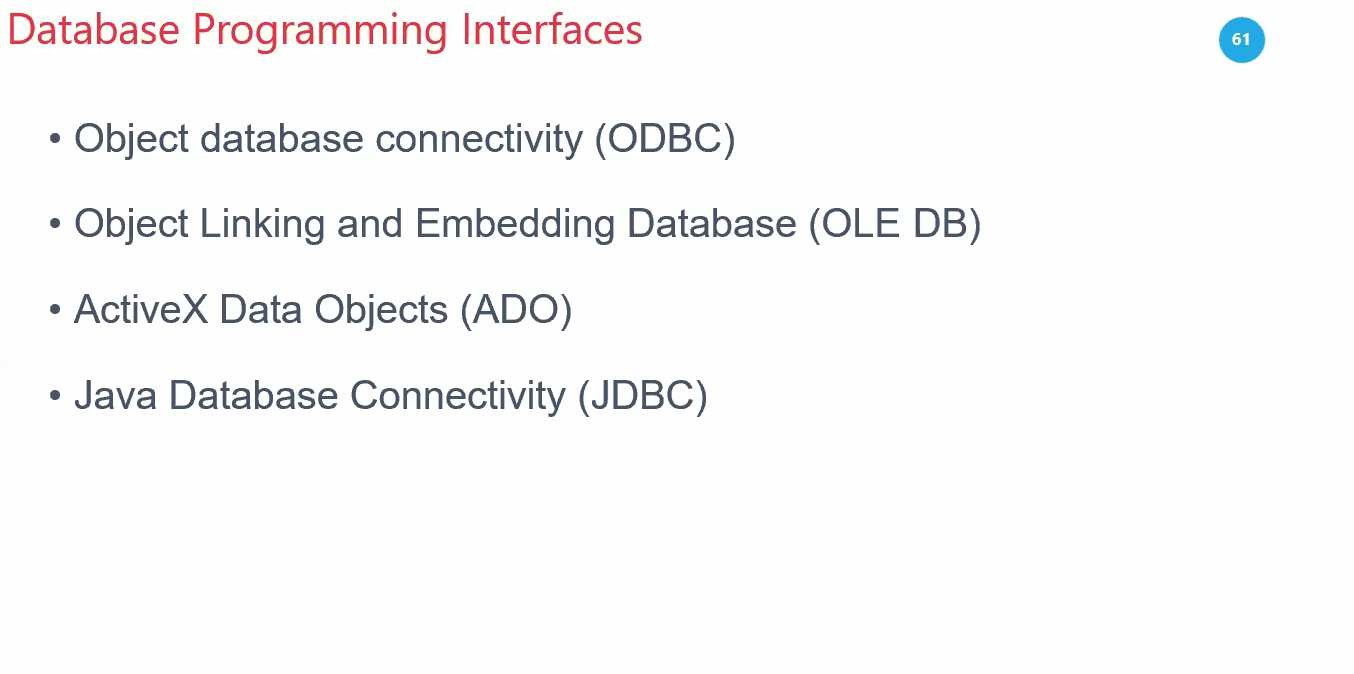 Database Programming Interfaces
61
• Object database connectivity (ODBC)
• Object Linking and Embedding Database (OLE DB)
• ActiveX Data Objects (ADO)
• Java Database Connectivity (JDBC)